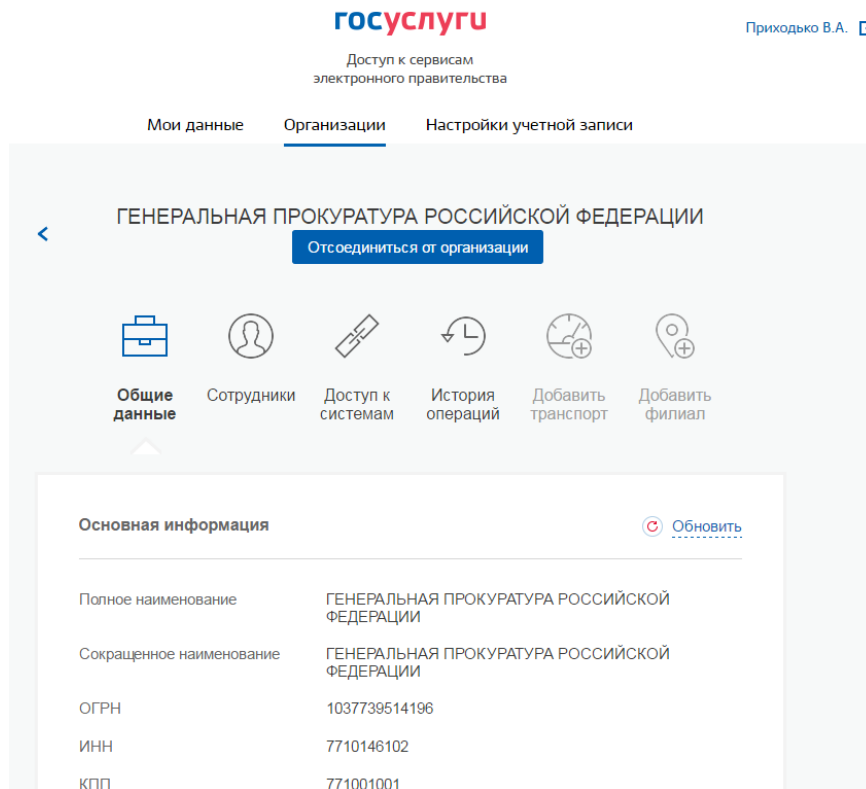 госуслуги
Приходько В.А.
Доступ к сервисам
электронного правительства
Мои данные Организации Настройки учетной записи
ГЕНЕРАЛЬНАЯ ПРОКУРАТУРА РОССИЙСКОЙ ФЕДЕРАЦИИ
Отсоединиться от организации
Общие данные
Сотрудники
Доступ к системам
История операций
Добавить транспорт
Добавить филиал
Основная информация Обновить
Полное наименование ГЕНЕРАЛЬНАЯ ПРОКУРАТУРА РОССИЙСКОЙ
ФЕДЕРАЦИИ
Сокращенное наименование ГЕНЕРАЛЬНАЯ ПРОКУРАТУРА РОССИЙСКОЙ
ФЕДЕРАЦИИ
ОГРН 1037739514196
ИНН 7710146102
КПП 771001001